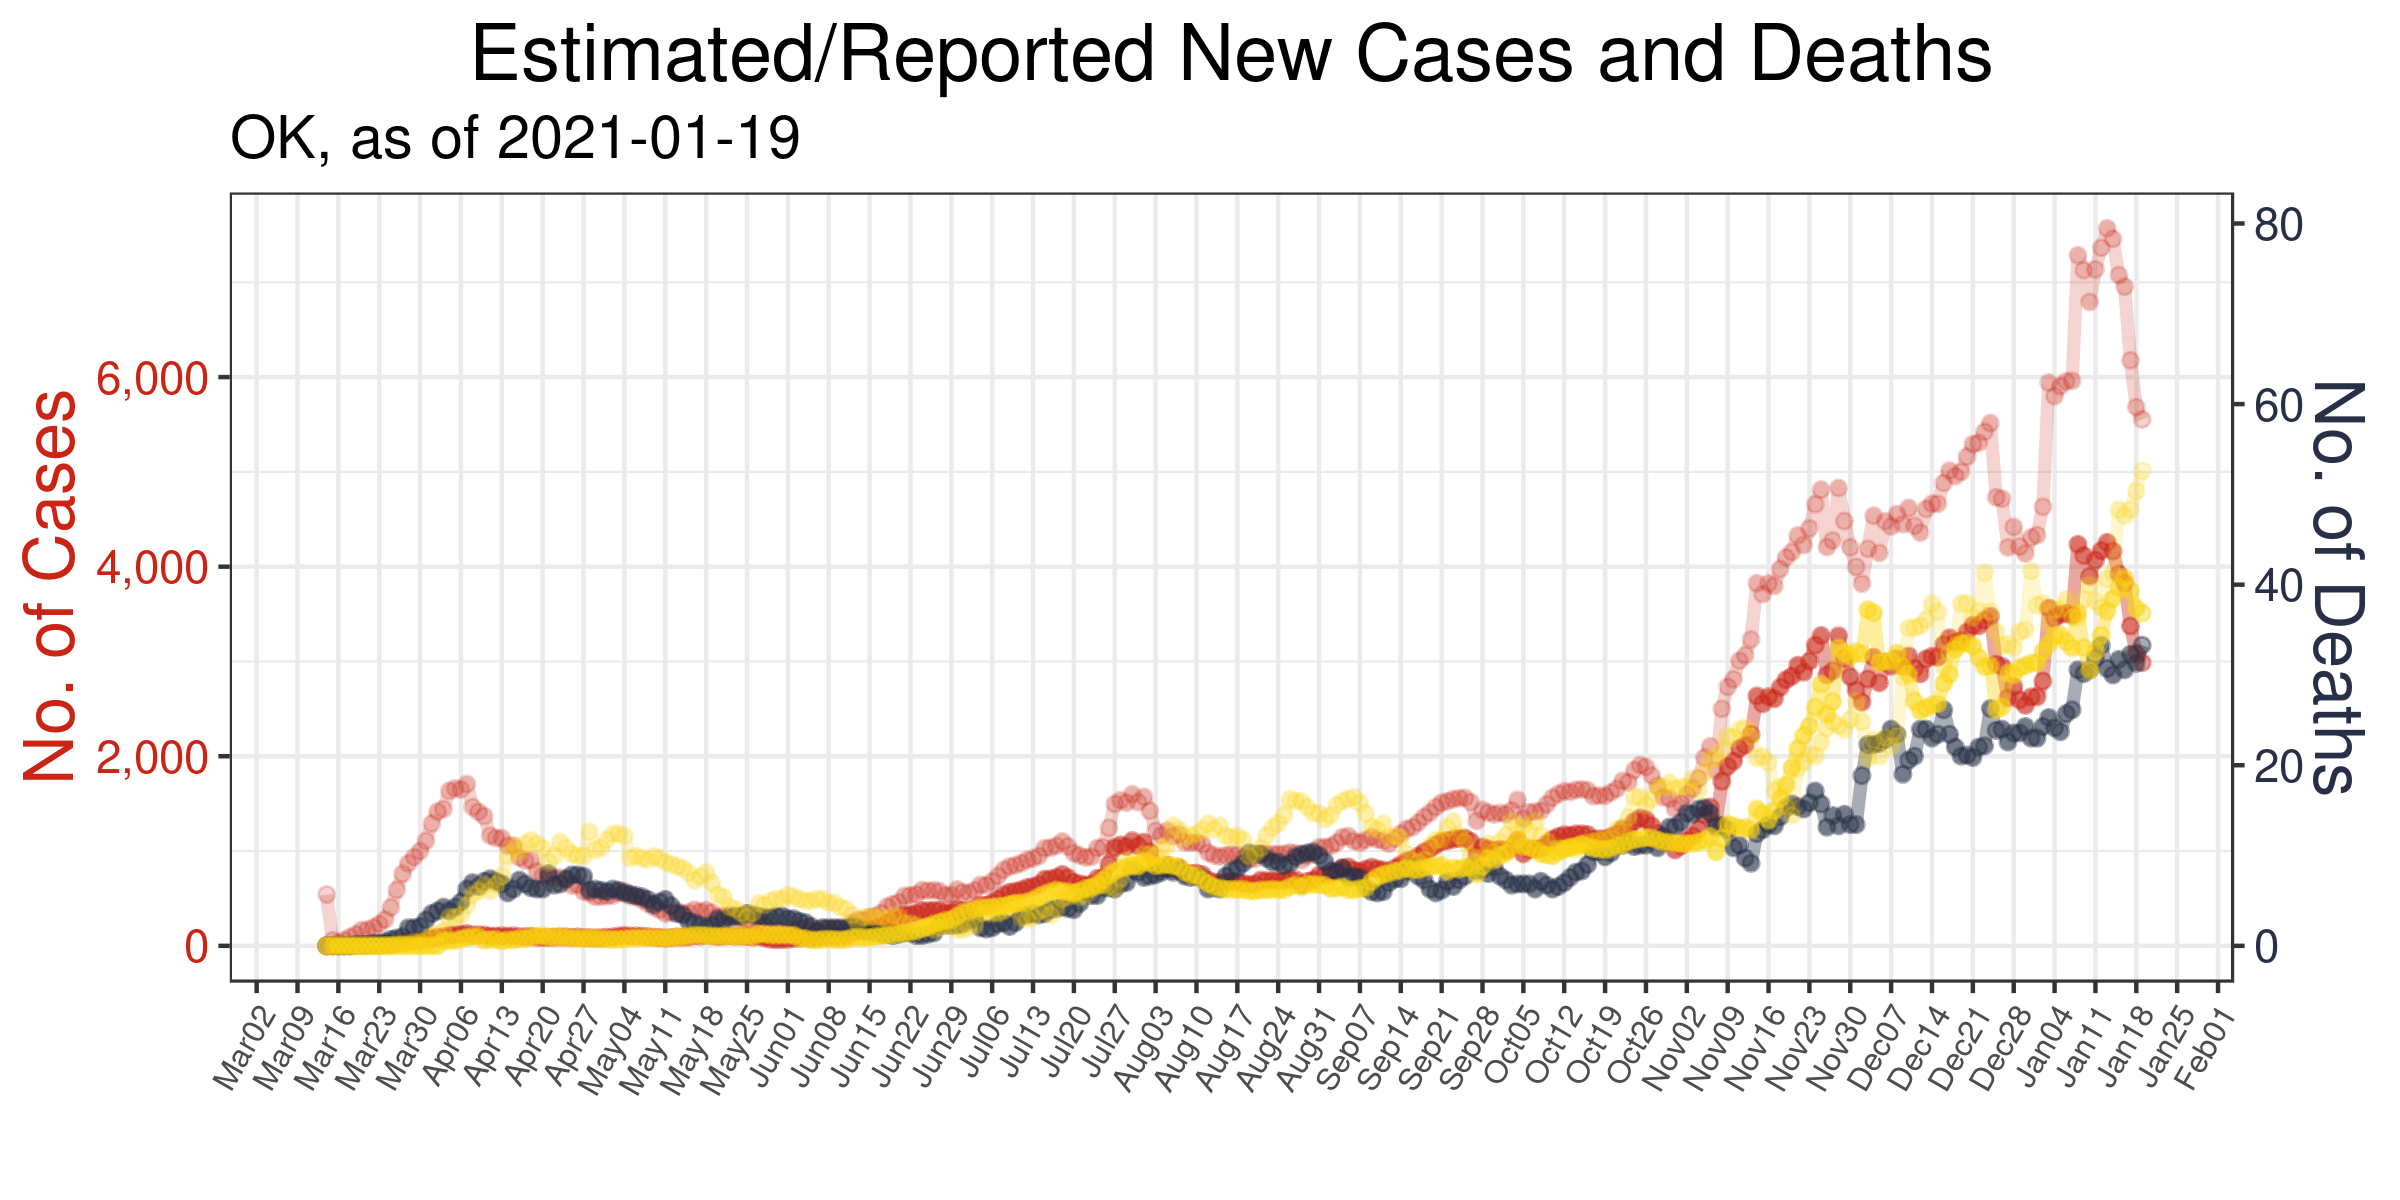 Estimated/Reported New Cases and Deaths
OK, as of 2021-01-19
No. of Cases
6,000
4,000
2,000
0
80
60
40
20
0
No. of Deaths
Mar02
Mar09
Mar16
Mar23
Mar30
Apr06
Apr13
Apr20
Apr27
May04
May11
May18
May25
Jun01
Jun08
Jun15
Jun22
Jun29
Jul06
Jul13
Jul20
Jul27
Aug03
Aug10
Aug17
Aug24
Aug31
Sep07
Sep14
Sep21
Sep28
Oct05
Oct12
Oct19
Oct26
Nov02
Nov09
Nov16
Nov23
Nov30
Dec07
Dec14
Dec21
Dec28
Jan04
Jan11
Jan18
Jan25
Feb01